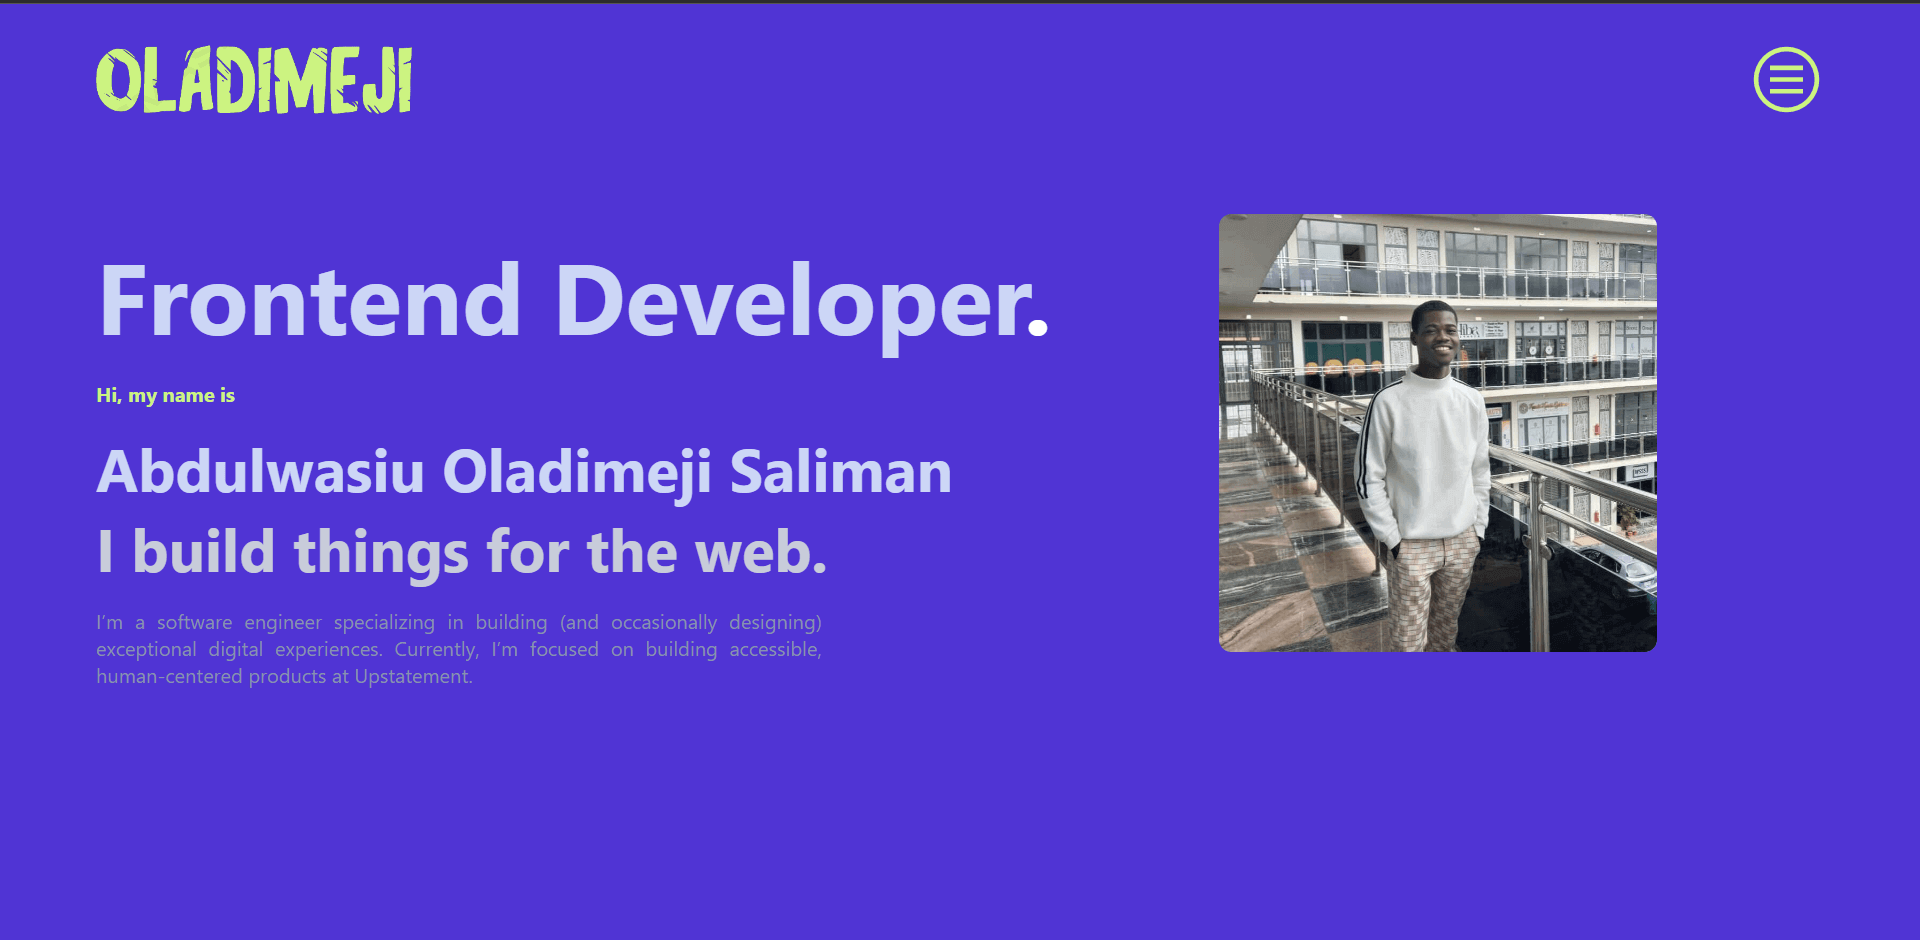 OLADIMEJI
Frontend Developer.
Hi, my name is
Abdulwasiu Oladimeji Saliman
I build things for the web.
I’m a software engineer specializing in building (and occasionally designing)
exceptional digital experiences. Currently, I’m focused on building accessible,
human-centered products at Upstatement.